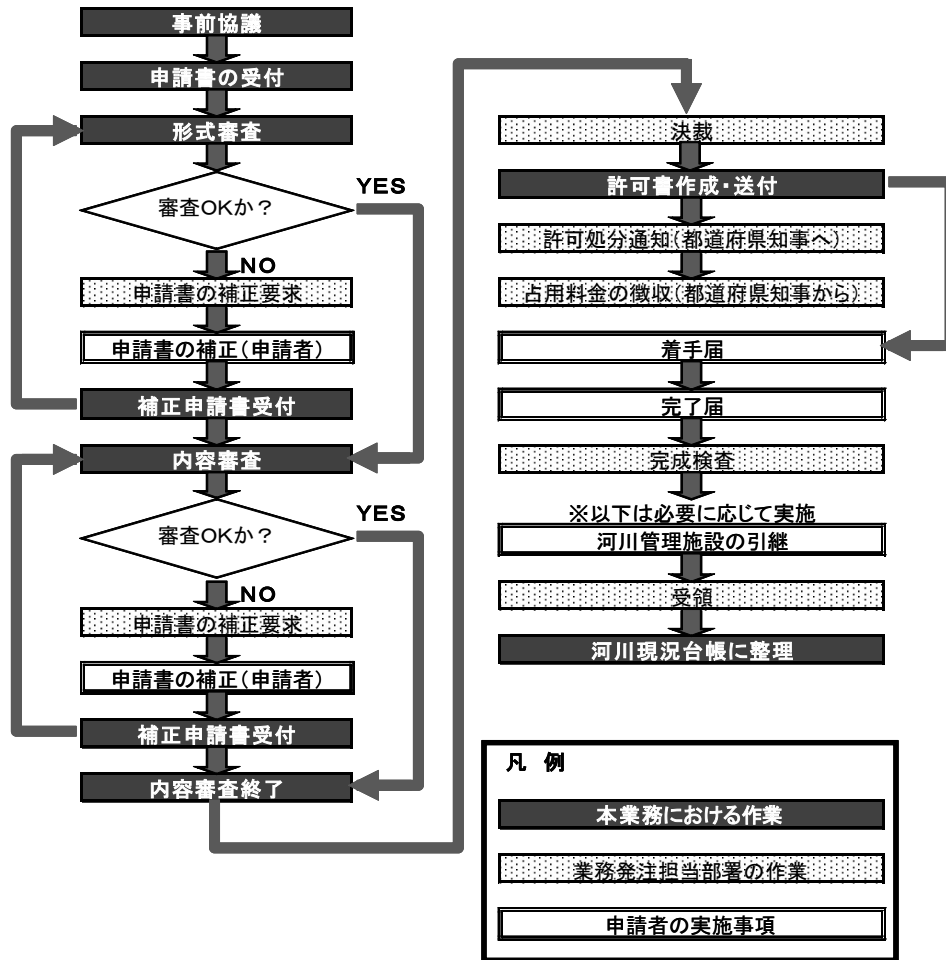 事前協議
申請書の受付
形式審査
審査OKか?
YES
NO
申請書の補正要求
申請書の補正(申請者)
補正申請書受付
内容審査
審査OKか?
YES
NO
申請書の補正要求
申請書の補正(申請者)
補正申請書受付
内容審査終了
決裁
許可書作成・送付
許可処分通知(都道府県知事へ)
占用料金の徴収(都道府県知事から)
着手届
完了届
完成検査
※以下は必要に応じて実施
河川管理施設の引継
受領
河川現況台帳に整理
凡 例
本業務における作業
業務発注担当部署の作業
申請者の実施事項